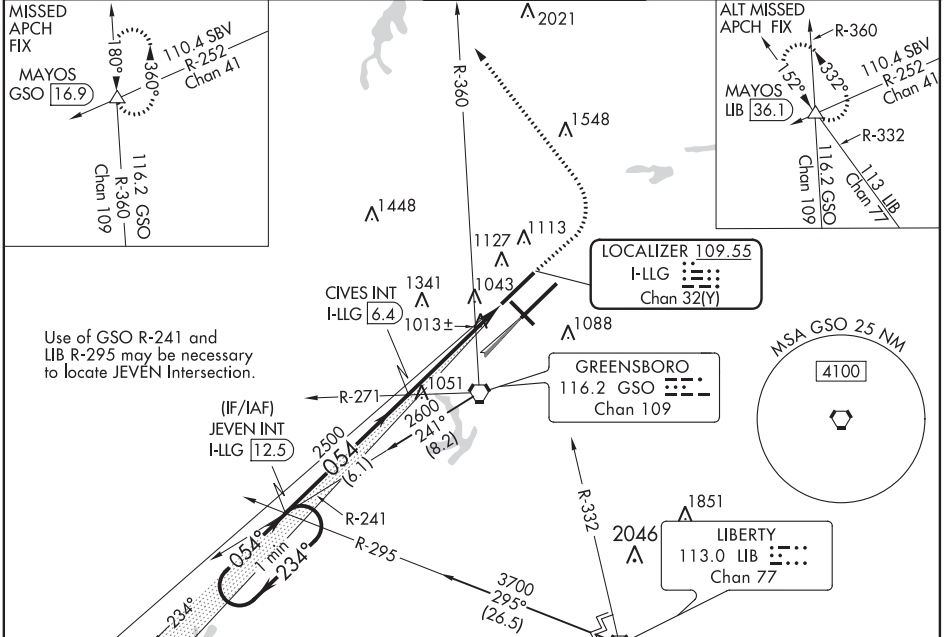 MISSED
APCH
FIX
MAYOS
GSO 16.9
180°
360°
110.4 SBV
R-252
Chan 41
116.2 GSO
R-360
Chan 109
2021
R-360
1548
1448
1127
1113
1341
1043
1013±
CIVES INT
I-LLG 6.4
LOCALIZER 109.55
I-LLG
Chan 32(Y)
1088
ALT MISSED
APCH FIX
R-360
152°
332°
110.4 SBV
R-252
Chan 41
MAYOS
LIB 36.1
R-332
116.2 GSO
Chan 109
113 LIB
Chan 77
Use of GSO R-241 and
LIB R-295 may be necessary
to locate JEVEN Intersection.
GREENSBORO
116.2 GSO
Chan 109
MSA GSO 25 NM
4100
R-271
1051
2600
241°
(8.2)
(IF/IAF)
JEVEN INT
I-LLG 12.5
2500
054°
(6.1)
R-241
R-295
054°
1 min
234°
234°
R-332
1851
2046
LIBERTY
113.0 LIB
Chan 77
3700
295°
(26.5)